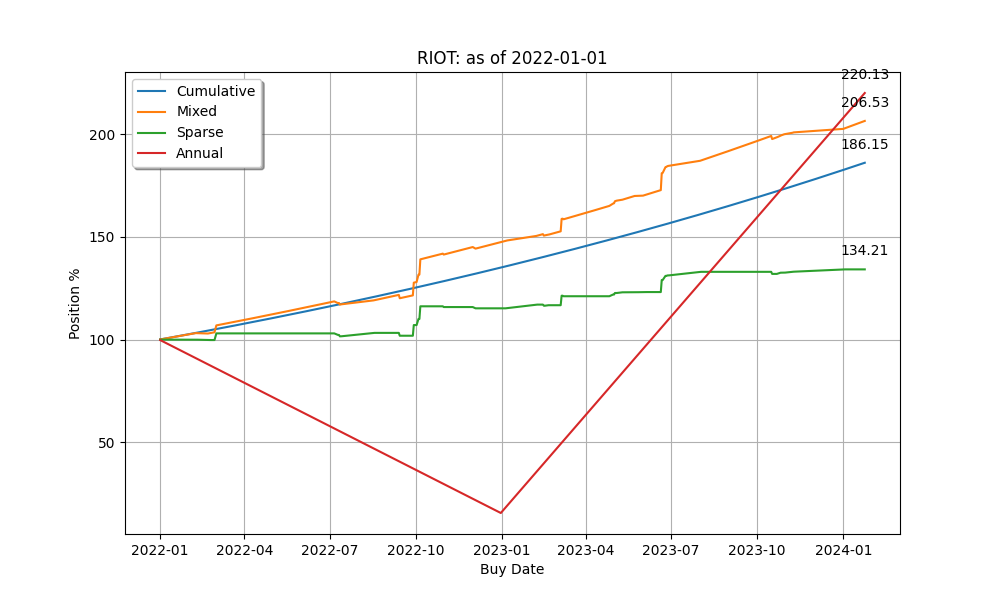 RIOT: as of 2022-01-01
220.13
206.53
186.15
134.21
Cumulative
Mixed
Sparse
Annual
200
150
100
50
Position %
2022-01 2022-04 2022-07 2022-10 2023-01 2023-04 2023-07 2023-10 2024-01
Buy Date